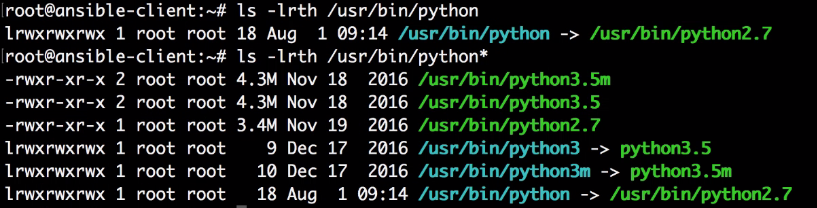 root@ansible-client:~# ls -lrth /usr/bin/python
lrwxrwxrwx 1 root root 18 Aug  1 09:14 /usr/bin/python -> /usr/bin/python2.7
root@ansible-client:~# ls -lrth /usr/bin/python*
-rwxr-xr-x 2 root root 4.3M Nov 18  2016 /usr/bin/python3.5m
-rwxr-xr-x 2 root root 4.3M Nov 18  2016 /usr/bin/python3.5
-rwxr-xr-x 1 root root 3.4M Nov 19  2016 /usr/bin/python2.7
lrwxrwxrwx 1 root root    9 Dec 17  2016 /usr/bin/python3 -> python3.5
lrwxrwxrwx 1 root root   10 Dec 17  2016 /usr/bin/python3m -> python3.5m
lrwxrwxrwx 1 root root   18 Aug  1 09:14 /usr/bin/python -> /usr/bin/python2.7